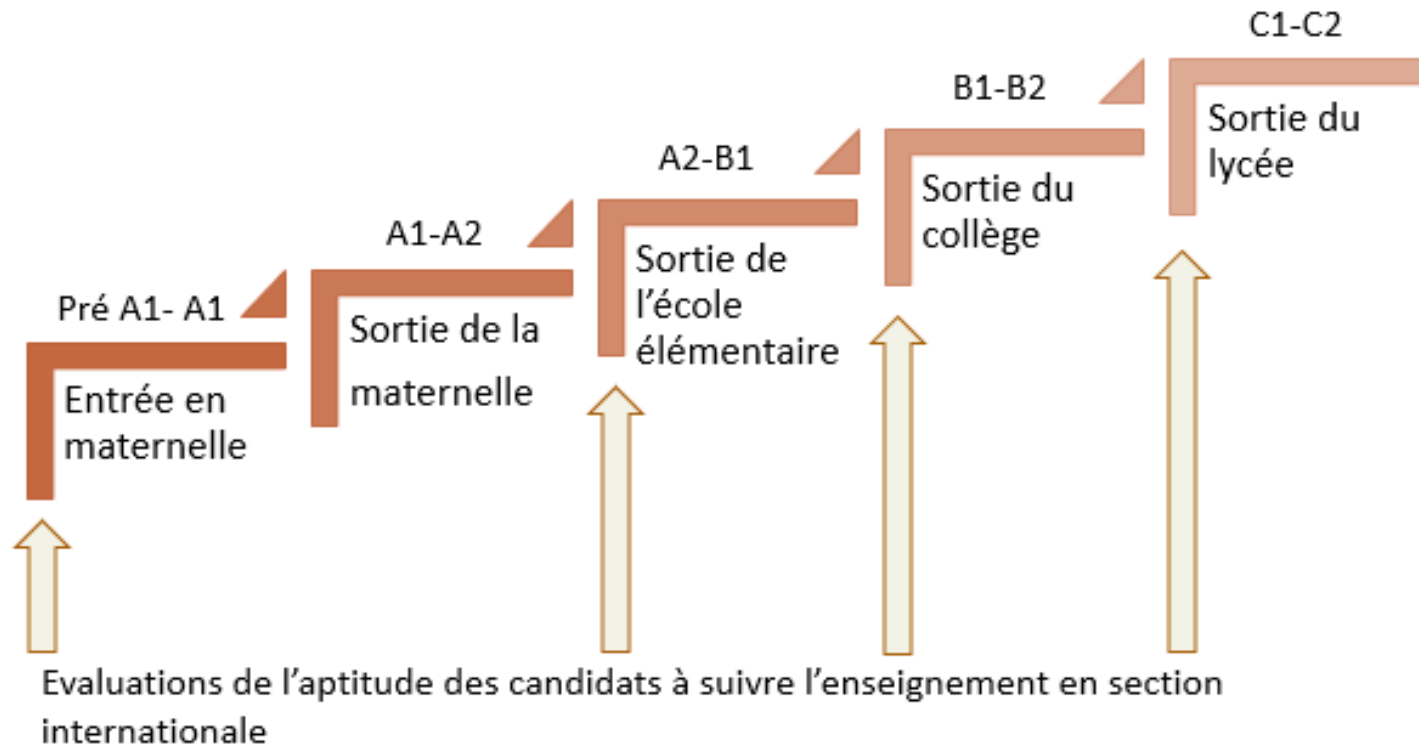 Pré A1- A1
Entrée en
maternelle
A1-A2
Sortie de la
maternelle
A2-B1
Sortie de
l’école
élémentaire
B1-B2
Sortie du
collège
C1-C2
Sortie du
lycée
Evaluations de l’aptitude des candidats à suivre l’enseignement en section
internationale